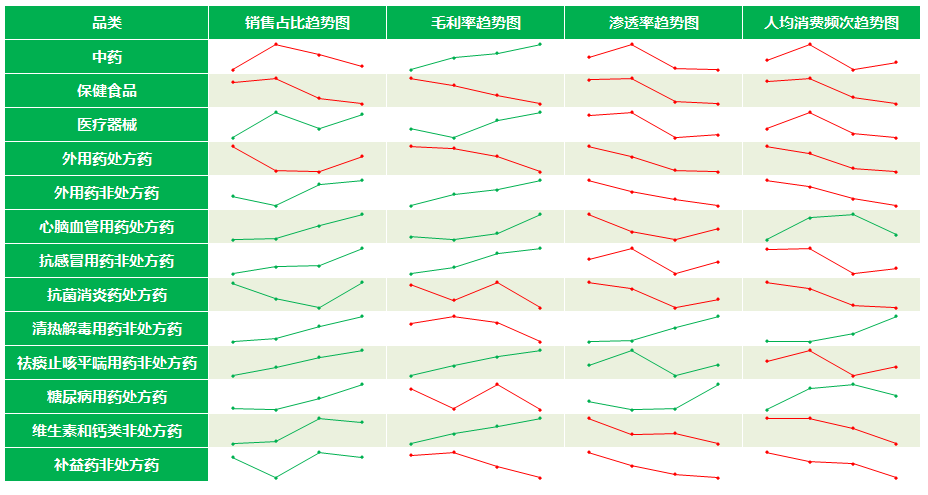 品类 销售占比趋势图 毛利率趋势图 渗透率趋势图 人均消费频次趋势图
中药
保健食品
医疗器械
外用药处方药
外用药非处方药
心脑血管用药处方药
抗感冒用药非处方药
抗菌消炎药处方药
清热解毒用药非处方药
祛痰止咳平喘用药非处方药
糖尿病用药处方药
维生素和钙类非处方药
补益药非处方药